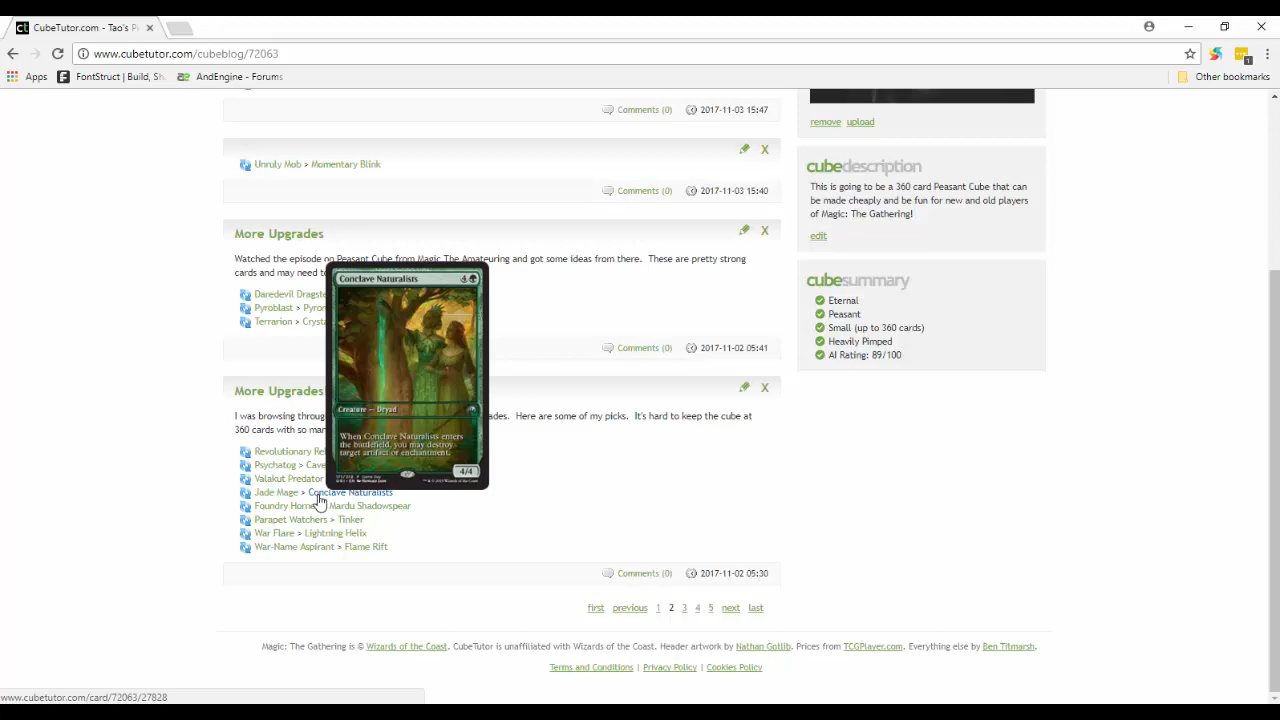 CubeTutor.com - Tao's P
www.cubetutor.com/cubeblog/72063
Apps FontStruct | Build, Sh AndEngine - Forums Other bookmarks
Comments (0) 2017-11-03 15:47
Unruly Mob > Momentary Blink
Comments (0) 2017-11-03 15:40
More Upgrades
Watched the episode on Peasant Cube from Magic The Amateuring and got some ideas from there. These are pretty strong
cards and may need t
Daredevil Dragste
Pyroblast > Pyro
Terrarion > Cryst
Comments (0) 2017-11-02 05:41
More Upgrades
I was browsing throug
ades. Here are some of my picks. It's hard to keep the cube at
360 cards with so ma
Revolutionary Re
Psychatog > Cave
Valakut Predator
Jade Mage > Conclave Naturalists
Foundry Horne
Mardu Shadowspear
Parapet Watchers > Tinker
War Flare > Lightning Helix
War-Name Aspirant > Flame Rift
Comments (0) 2017-11-02 05:30
first previous 1 2 3 4 5 next last
Conclave Naturalists 4
Creature — Dryad
When Conclave Naturalists enters
the battlefield, you may destroy
target artifact or enchantment.
4/4
remove upload
cubedescription
This is going to be a 360 card Peasant Cube that can
be made cheaply and be fun for new and old players
of Magic: The Gathering!
edit
cubesummary
Eternal
Peasant
Small (up to 360 cards)
Heavily Pimped
AI Rating: 89/100
Magic: The Gathering is © Wizards of the Coast. CubeTutor is unaffiliated with Wizards of the Coast. Header artwork by Nathan Gotlib. Prices from TCGPlayer.com. Everything else by Ben Titmarsh.
Terms and Conditions | Privacy Policy | Cookies Policy
www.cubetutor.com/card/72063/27828